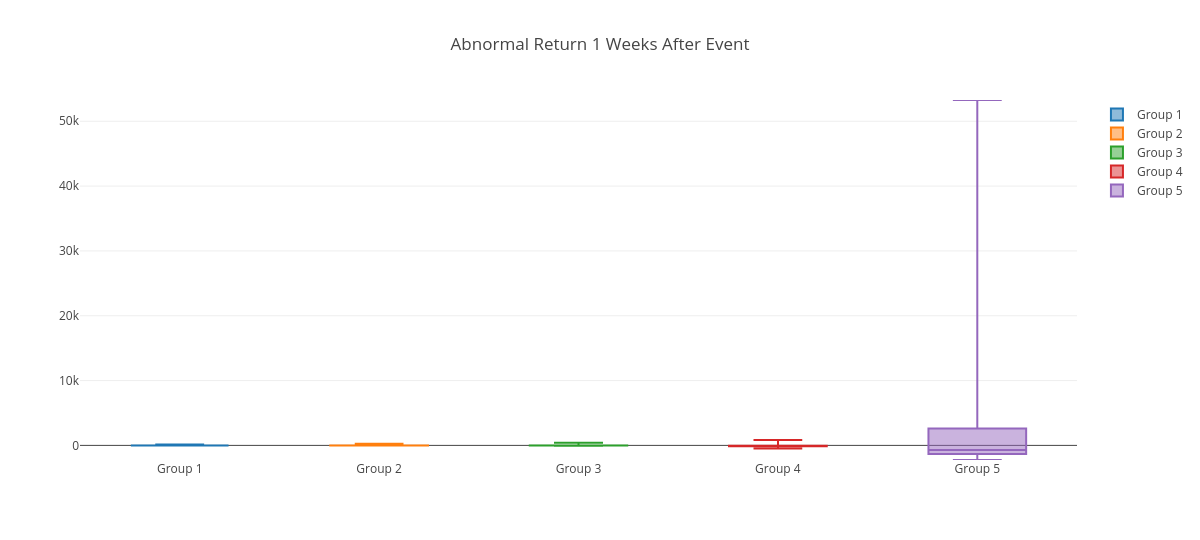 Abnormal Return 1 Weeks After Event
50k
40k
30k
20k
10k
0
Group 1
Group 2
Group 3
Group 4
Group 5
Group 1
Group 2
Group 3
Group 4
Group 5